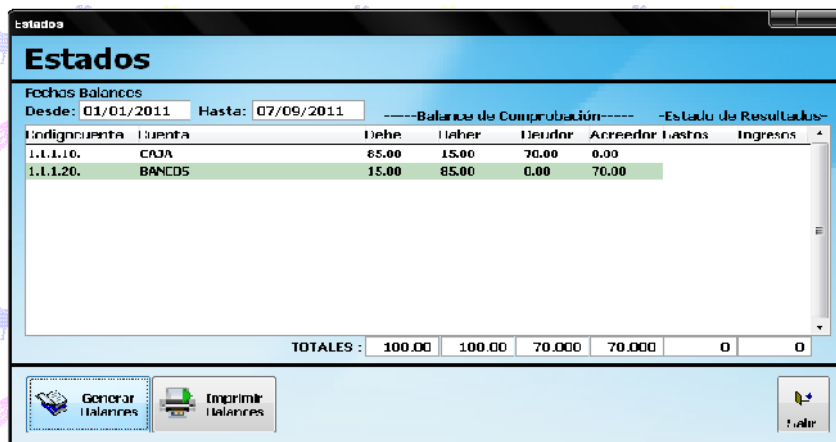 Estados
Estados
Fechas Balances
Desde: 01/01/2011 Hasta: 07/09/2011 -----Balance de Comprobación----- -Estado de Resultados-
Codigocuenta Cuenta Debe Haber Deudor Acreedor Gastos Ingresos
1.1.1.10. CAJA 85.00 15.00 70.00 0.00
1.1.1.20. BANCOS 15.00 85.00 0.00 70.00
TOTALES : 100.00 100.00 70.000 70.000 0 0
Generar Imprimir
Balances Balances
Salir